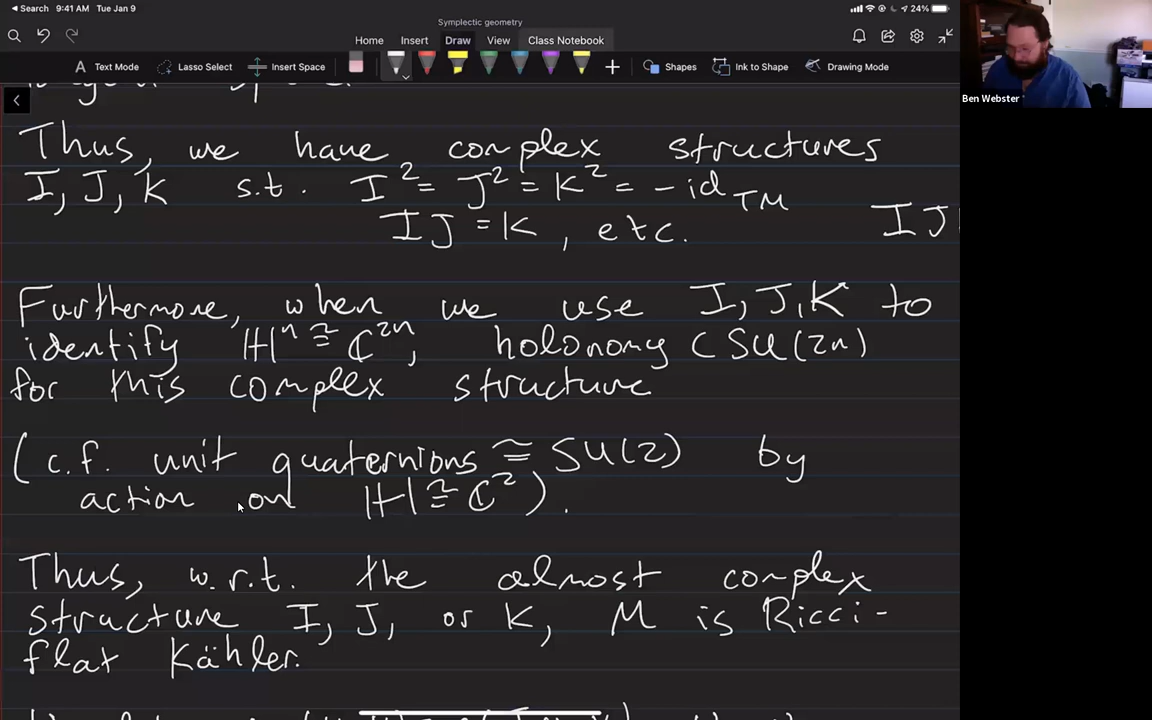 Search 9:41 AM Tue Jan 9
Symplectic geometry
24%
Home Insert Draw View Class Notebook
Text Mode Lasso Select Insert Space Shapes Ink to Shape Drawing Mode
Ben Webster
Thus, we have complex structures
I, J, K s.t. I² = J² = K² = -id_TM
IJ = K, etc. IJ
Furthermore, when we use I, J, K to
identify ℍⁿ ≅ ℂ²ⁿ, holonomy ⊂ SU(2n)
for this complex structure
(c.f. unit quaternions ≅ SU(2) by
action on ℍ ≅ ℂ²).
Thus, w.r.t. the almost complex
structure I, J, or K, M is Ricci-
flat Kähler.